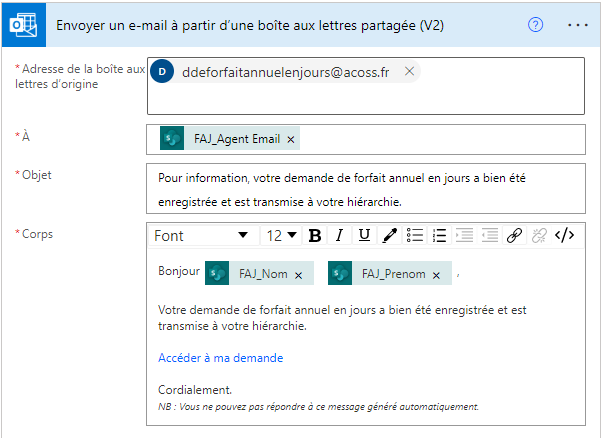 Envoyer un e-mail à partir d'une boîte aux lettres partagée (V2)
* Adresse de la boîte aux
lettres d'origine
D ddeforfaitannuelenjours@acoss.fr
* À
FAJ_Agent Email
* Objet
Pour information, votre demande de forfait annuel en jours a bien été
enregistrée et est transmise à votre hiérarchie.
* Corps
Font 12 B I U </>
Bonjour FAJ_Nom FAJ_Prenom ,
Votre demande de forfait annuel en jours a bien été enregistrée et est
transmise à votre hiérarchie.
Accéder à ma demande
Cordialement.
NB : Vous ne pouvez pas répondre à ce message généré automatiquement.